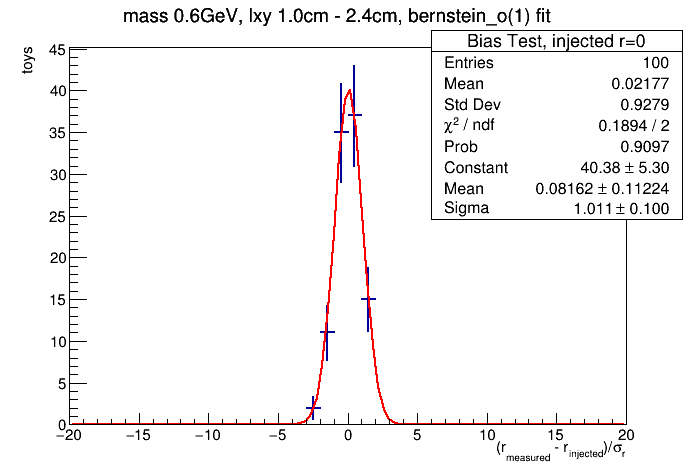 mass 0.6GeV, lxy 1.0cm - 2.4cm, bernstein_o(1) fit
Bias Test, injected r=0
Entries 100
Mean 0.02177
Std Dev 0.9279
χ² / ndf 0.1894 / 2
Prob 0.9097
Constant 40.38 ± 5.30
Mean 0.08162 ± 0.11224
Sigma 1.011 ± 0.100
toys
45
40
35
30
25
20
15
10
5
0
−20 −15 −10 −5 0 5 10 15 20
(r_measured - r_injected)/σ_r